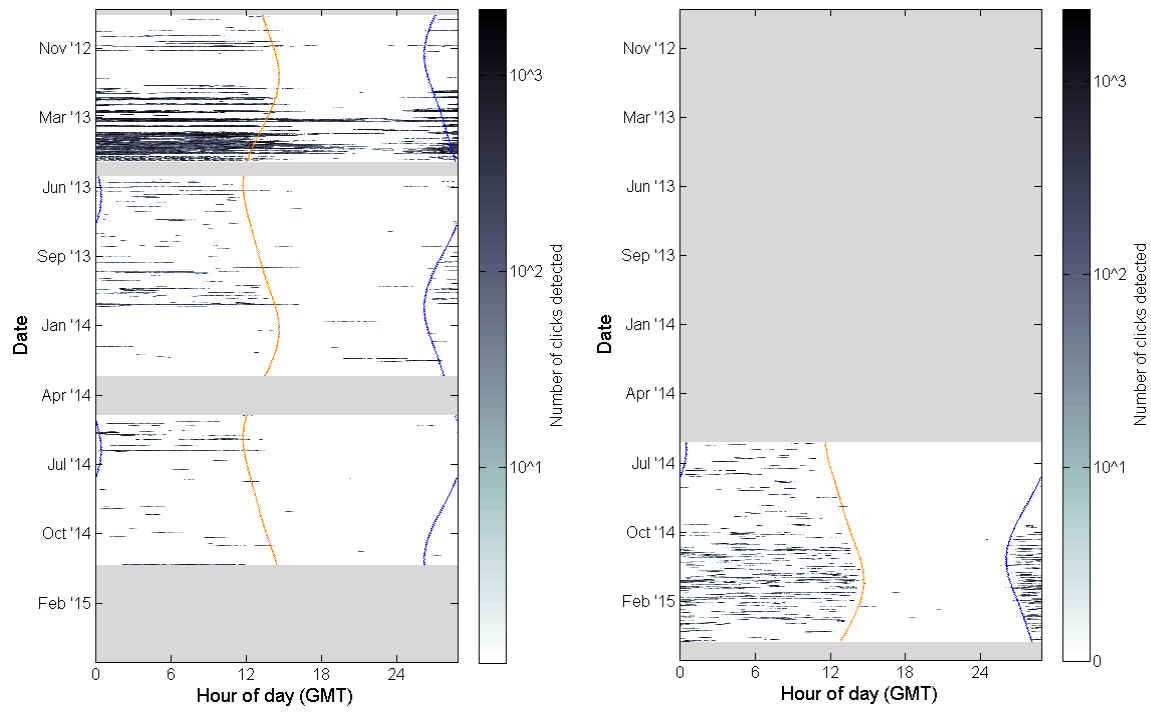 Nov '12
Mar '13
Jun '13
Sep '13
Jan '14
Apr '14
Jul '14
Oct '14
Feb '15
Date
0 6 12 18 24
Hour of day (GMT)
10^3
10^2
10^1
Number of clicks detected
Nov '12
Mar '13
Jun '13
Sep '13
Jan '14
Apr '14
Jul '14
Oct '14
Feb '15
Date
0 6 12 18 24
Hour of day (GMT)
10^3
10^2
10^1
0
Number of clicks detected